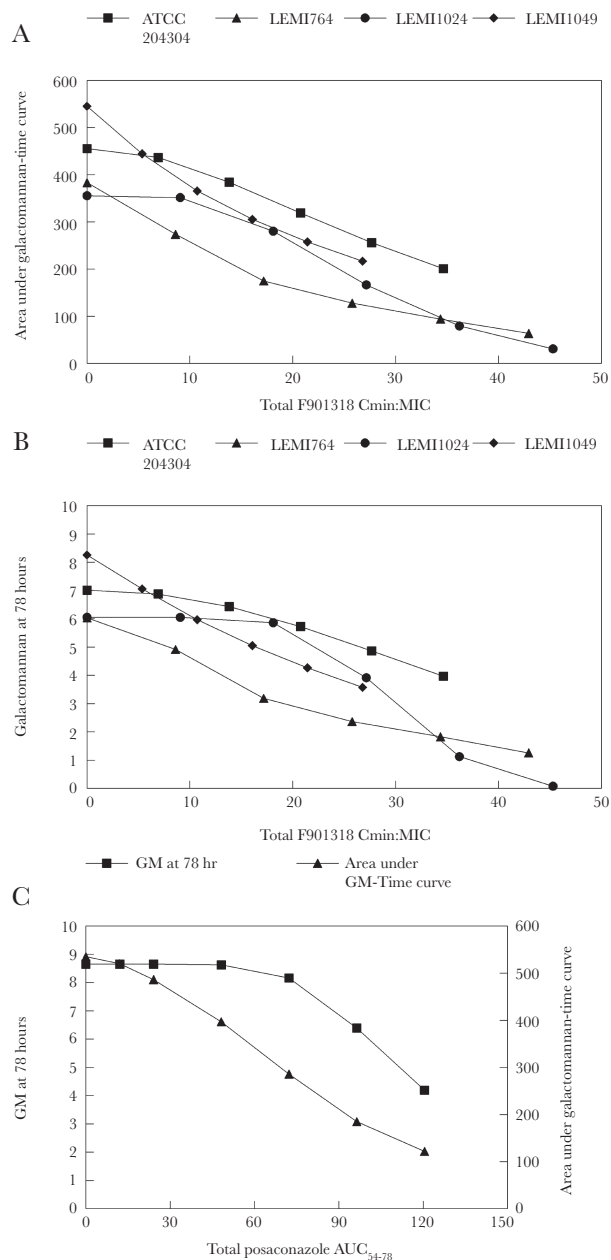 A
ATCC 204304
LEMI764
LEMI1024
LEMI1049
Area under galactomannan-time curve
600
500
400
300
200
100
0
0 10 20 30 40 50
Total F901318 Cmin:MIC
B
ATCC 204304
LEMI764
LEMI1024
LEMI1049
Galactomannan at 78 hours
10
9
8
7
6
5
4
3
2
1
0
0 10 20 30 40 50
Total F901318 Cmin:MIC
GM at 78 hr
Area under
GM-Time curve
C
GM at 78 hours
10
9
8
7
6
5
4
3
2
1
0
600
500
400
300
200
100
500
Area under galactomannan-time curve
0 30 60 90 120 150
Total posaconazole AUC54-78